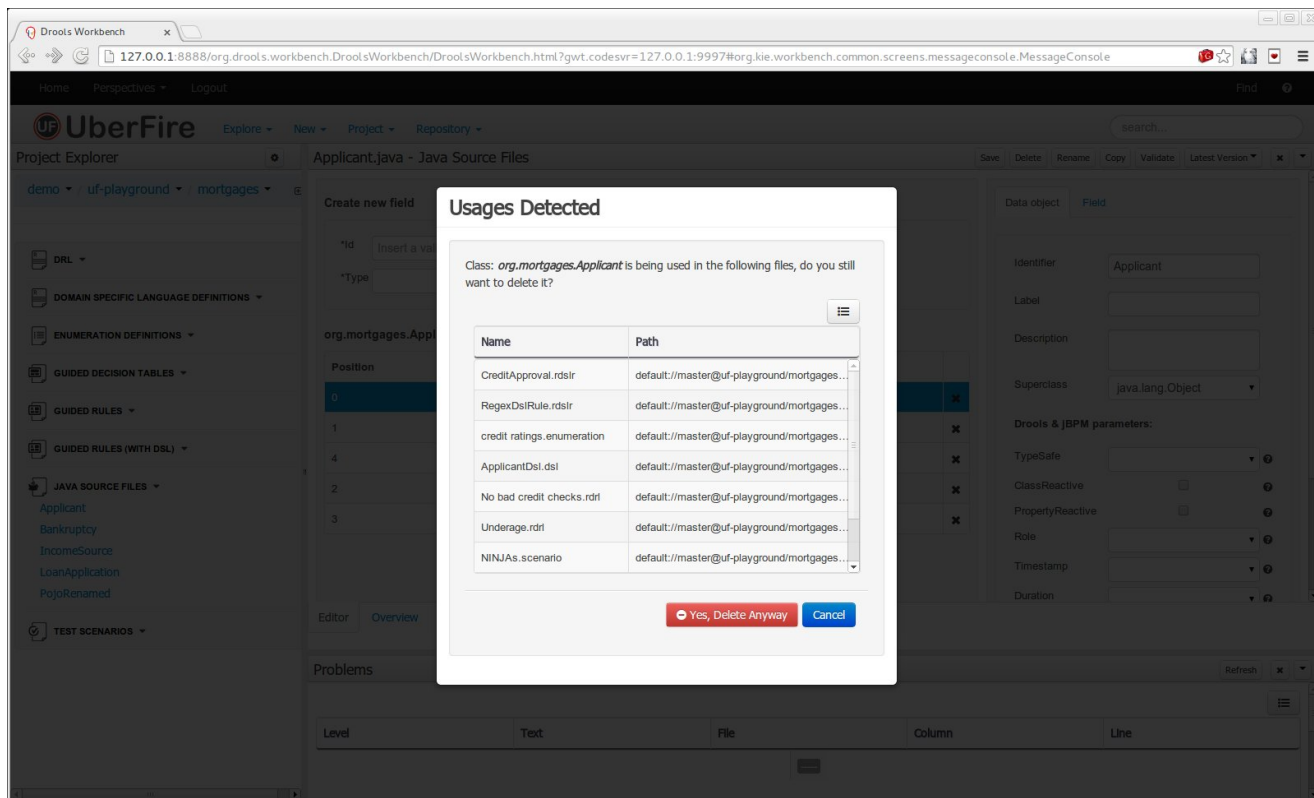 Drools Workbench
127.0.0.1:8888/org.drools.workbench.DroolsWorkbench/DroolsWorkbench.html?gwt.codesvr=127.0.0.1:9997#org.kie.workbench.common.screens.messageconsole.MessageConsole
Home Perspectives Logout Find
UF UberFire Explore New Project Repository search...
Project Explorer
demo / uf-playground / mortgages
DRL
DOMAIN SPECIFIC LANGUAGE DEFINITIONS
ENUMERATION DEFINITIONS
GUIDED DECISION TABLES
GUIDED RULES
GUIDED RULES (WITH DSL)
JAVA SOURCE FILES
Applicant
Bankruptcy
IncomeSource
LoanApplication
PojoRenamed
TEST SCENARIOS
Applicant.java - Java Source Files
Save Delete Rename Copy Validate Latest Version
Create new field
*Id Insert a val
*Type
org.mortgages.Appl
Position
0
1
4
2
3
Editor Overview
Usages Detected
Class: org.mortgages.Applicant is being used in the following files, do you still
want to delete it?
Name Path
CreditApproval.rdslr default://master@uf-playground/mortgages...
RegexDslRule.rdslr default://master@uf-playground/mortgages...
credit ratings.enumeration default://master@uf-playground/mortgages...
ApplicantDsl.dsl default://master@uf-playground/mortgages...
No bad credit checks.rdrl default://master@uf-playground/mortgages...
Underage.rdrl default://master@uf-playground/mortgages...
NINJAs.scenario default://master@uf-playground/mortgages...
Yes, Delete Anyway Cancel
Data object Field
Identifier Applicant
Label
Description
Superclass java.lang.Object
Drools & jBPM parameters:
TypeSafe
ClassReactive
PropertyReactive
Role
Timestamp
Duration
Problems Refresh
Level Text File Column Line